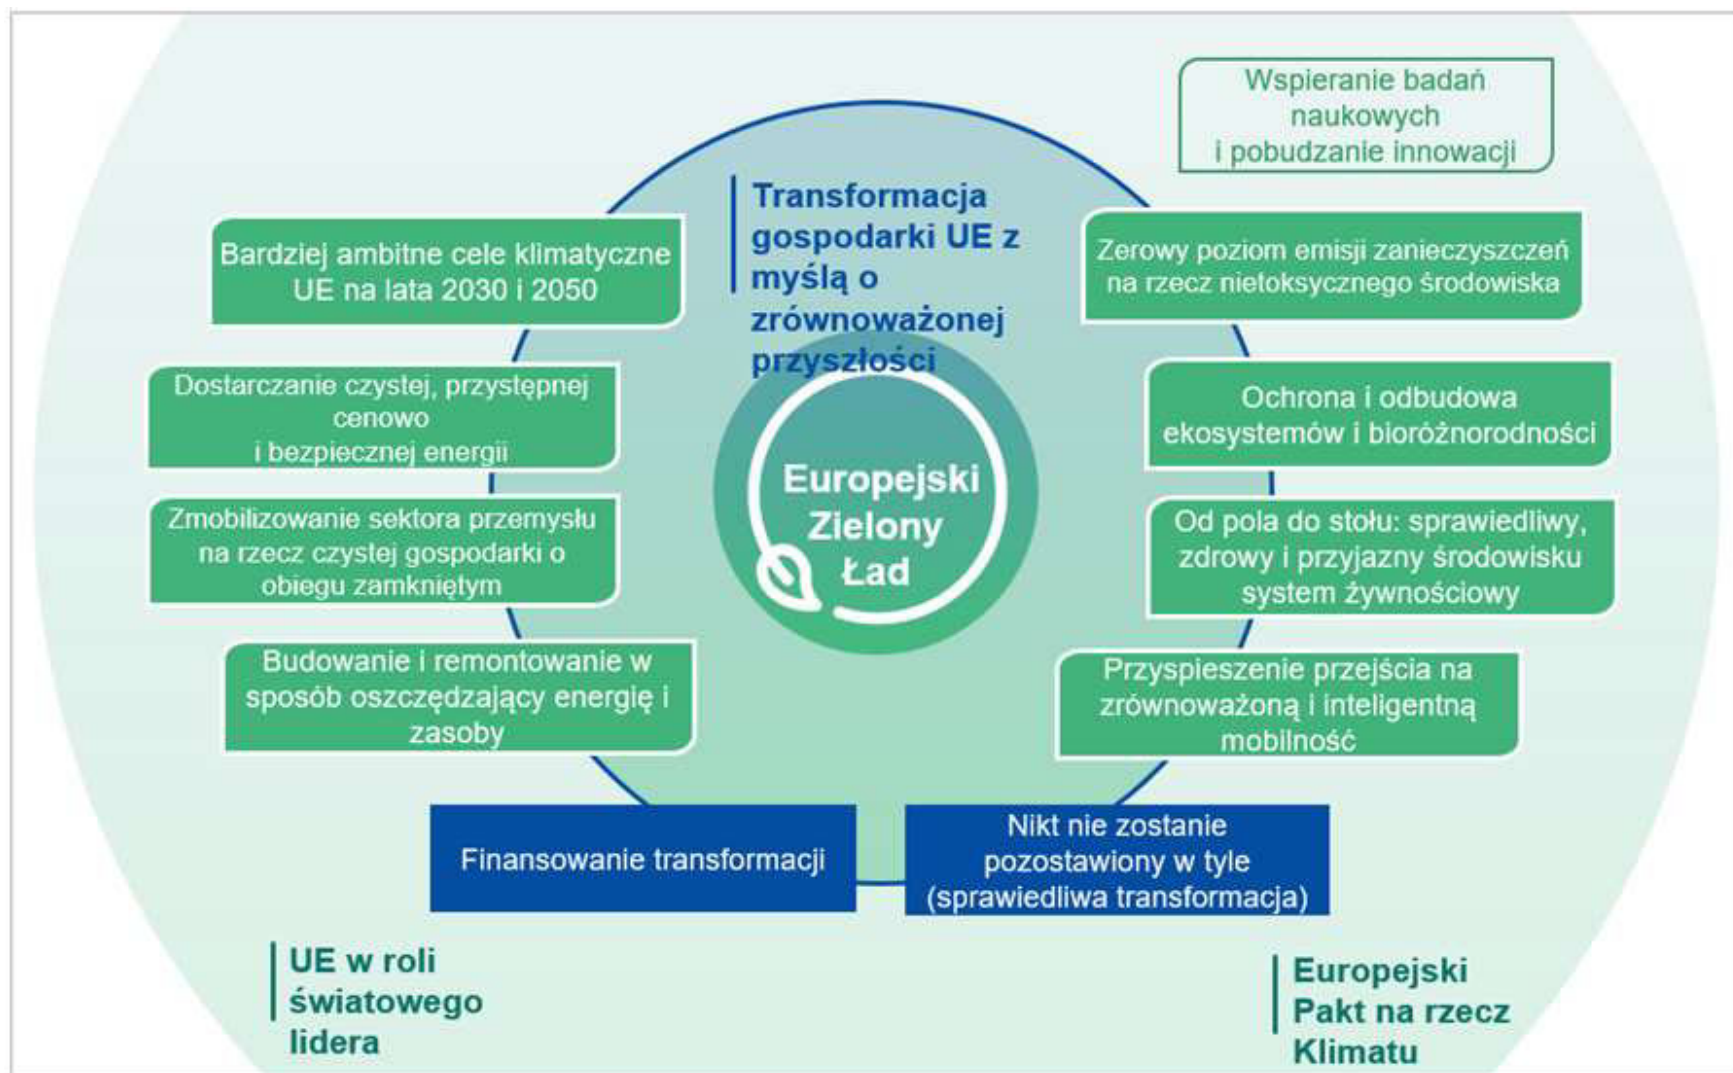 Wspieranie badań
naukowych
i pobudzanie innowacji
Transformacja
gospodarki UE z
myślą o
zrównoważonej
przyszłości
Bardziej ambitne cele klimatyczne
UE na lata 2030 i 2050
Zerowy poziom emisji zanieczyszczeń
na rzecz nietoksycznego środowiska
Dostarczanie czystej, przystępnej
cenowo
i bezpiecznej energii
Ochrona i odbudowa
ekosystemów i bioróżnorodności
Europejski
Zielony
Ład
Zmobilizowanie sektora przemysłu
na rzecz czystej gospodarki o
obiegu zamkniętym
Od pola do stołu: sprawiedliwy,
zdrowy i przyjazny środowisku
system żywnościowy
Budowanie i remontowanie w
sposób oszczędzający energię i
zasoby
Przyspieszenie przejścia na
zrównoważoną i inteligentną
mobilność
Finansowanie transformacji
Nikt nie zostanie
pozostawiony w tyle
(sprawiedliwa transformacja)
UE w roli
światowego
lidera
Europejski
Pakt na rzecz
Klimatu